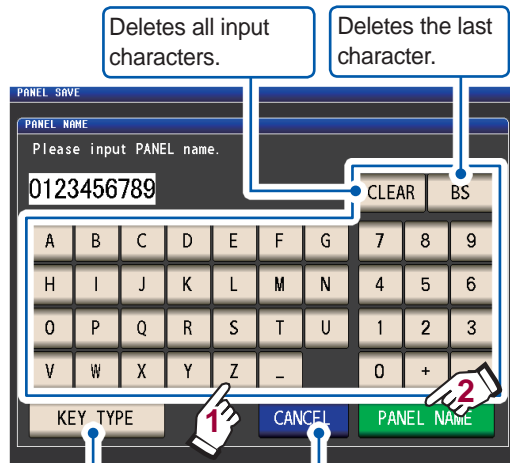 Deletes all input
characters.
Deletes the last
character.
PANEL SAVE
PANEL NAME
Please input PANEL name.
0123456789
CLEAR BS
A B C D E F G 7 8 9
H I J K L M N 4 5 6
O P Q R S T U 1 2 3
V W X Y Z _ 0 +
KEY TYPE CANCEL PANEL NAME
1
2